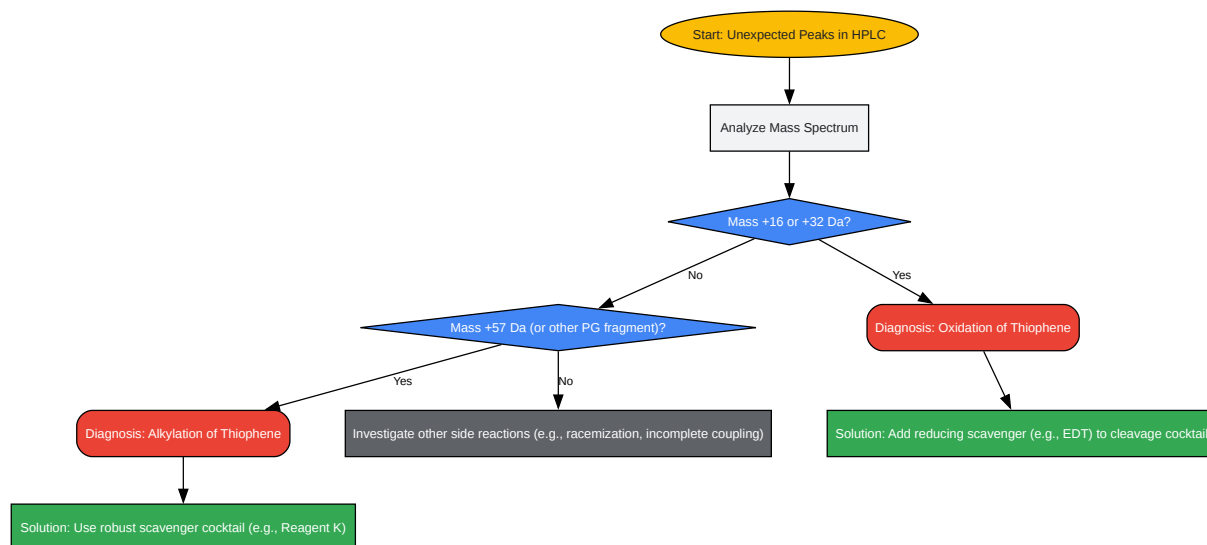 Start: Unexpected Peaks in HPLC
Analyze Mass Spectrum
Mass +16 or +32 Da?
No
Yes
Mass +57 Da (or other PG fragment)?
Diagnosis: Oxidation of Thiophene
Yes
No
Diagnosis: Alkylation of Thiophene
Investigate other side reactions (e.g., racemization, incomplete coupling)
Solution: Add reducing scavenger (e.g., EDT) to cleavage cocktail
Solution: Use robust scavenger cocktail (e.g., Reagent K)